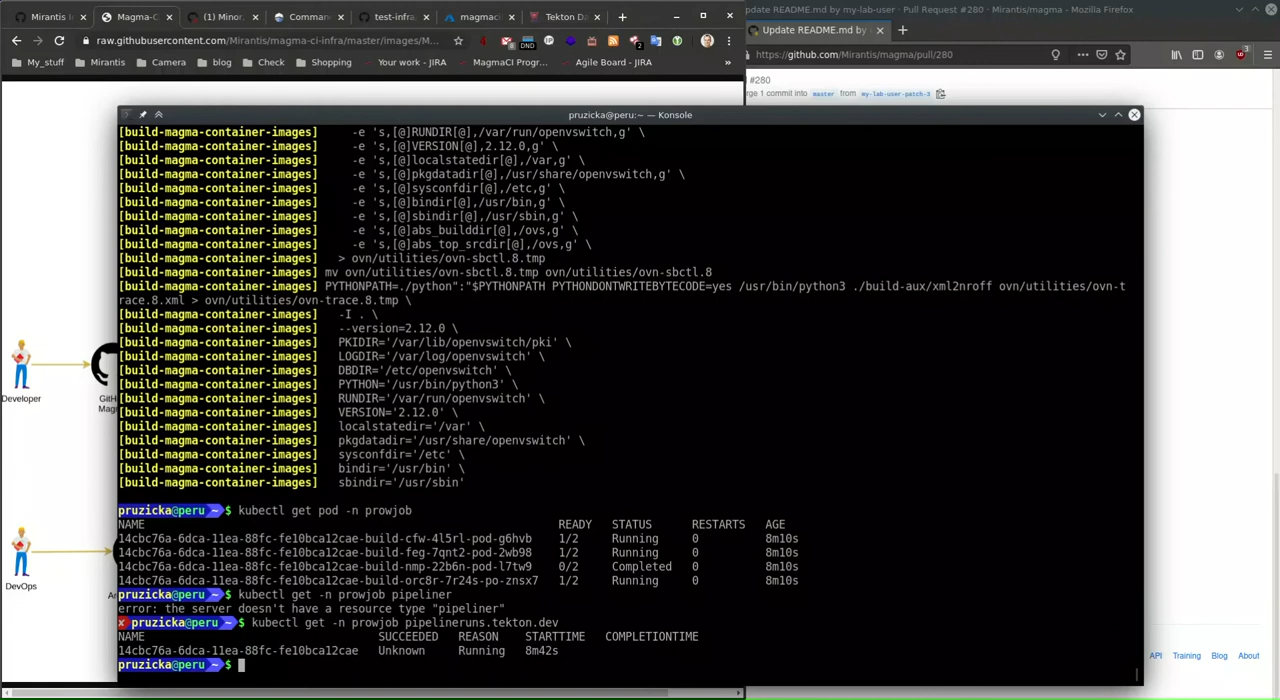 Mirantis in
Magma-C
(1) Minor.
Comman
test-infra
magmaci
Tekton Da
raw.githubusercontent.com/Mirantis/magma-ci-infra/master/images/M...
My_stuff Mirantis Camera blog Check Shopping Your work - JIRA MagmaCI Progr... Agile Board - JIRA »
date README.md by my-lab-user · Pull Request #280 · Mirantis/magma - Mozilla Firefox
Update README.md by
https://github.com/Mirantis/magma/pull/280
#280
rge 1 commit into master from my-lab-user-patch-3
pruzicka@peru:~ — Konsole
[build-magma-container-images]     -e 's,[@]RUNDIR[@],/var/run/openvswitch,g' \
[build-magma-container-images]     -e 's,[@]VERSION[@],2.12.0,g' \
[build-magma-container-images]     -e 's,[@]localstatedir[@],/var,g' \
[build-magma-container-images]     -e 's,[@]pkgdatadir[@],/usr/share/openvswitch,g' \
[build-magma-container-images]     -e 's,[@]sysconfdir[@],/etc,g' \
[build-magma-container-images]     -e 's,[@]bindir[@],/usr/bin,g' \
[build-magma-container-images]     -e 's,[@]sbindir[@],/usr/sbin,g' \
[build-magma-container-images]     -e 's,[@]abs_builddir[@],/ovs,g' \
[build-magma-container-images]     -e 's,[@]abs_top_srcdir[@],/ovs,g' \
[build-magma-container-images]   > ovn/utilities/ovn-sbctl.8.tmp
[build-magma-container-images] mv ovn/utilities/ovn-sbctl.8.tmp ovn/utilities/ovn-sbctl.8
[build-magma-container-images] PYTHONPATH=./python":"$PYTHONPATH PYTHONDONTWRITEBYTECODE=yes /usr/bin/python3 ./build-aux/xml2nroff ovn/utilities/ovn-t
race.8.xml > ovn/utilities/ovn-trace.8.tmp \
[build-magma-container-images]   -I . \
[build-magma-container-images]   --version=2.12.0 \
[build-magma-container-images]   PKIDIR='/var/lib/openvswitch/pki' \
[build-magma-container-images]   LOGDIR='/var/log/openvswitch' \
[build-magma-container-images]   DBDIR='/etc/openvswitch' \
[build-magma-container-images]   PYTHON='/usr/bin/python3' \
[build-magma-container-images]   RUNDIR='/var/run/openvswitch' \
[build-magma-container-images]   VERSION='2.12.0' \
[build-magma-container-images]   localstatedir='/var' \
[build-magma-container-images]   pkgdatadir='/usr/share/openvswitch' \
[build-magma-container-images]   sysconfdir='/etc' \
[build-magma-container-images]   bindir='/usr/bin' \
[build-magma-container-images]   sbindir='/usr/sbin'
pruzicka@peru ~ $ kubectl get pod -n prowjob
NAME READY STATUS RESTARTS AGE
14cbc76a-6dca-11ea-88fc-fe10bca12cae-build-cfw-4l5rl-pod-g6hvb 1/2 Running 0 8m10s
14cbc76a-6dca-11ea-88fc-fe10bca12cae-build-feg-7qnt2-pod-2wb98 1/2 Running 0 8m10s
14cbc76a-6dca-11ea-88fc-fe10bca12cae-build-nmp-22b6n-pod-l7tw9 0/2 Completed 0 8m10s
14cbc76a-6dca-11ea-88fc-fe10bca12cae-build-orc8r-7r24s-po-znsx7 1/2 Running 0 8m10s
pruzicka@peru ~ $ kubectl get -n prowjob pipeliner
error: the server doesn't have a resource type "pipeliner"
✘ pruzicka@peru ~ $ kubectl get -n prowjob pipelineruns.tekton.dev
NAME SUCCEEDED REASON STARTTIME COMPLETIONTIME
14cbc76a-6dca-11ea-88fc-fe10bca12cae Unknown Running 8m42s
pruzicka@peru ~ $
Developer
GitH
Magm
DevOps
Ar
API Training Blog About